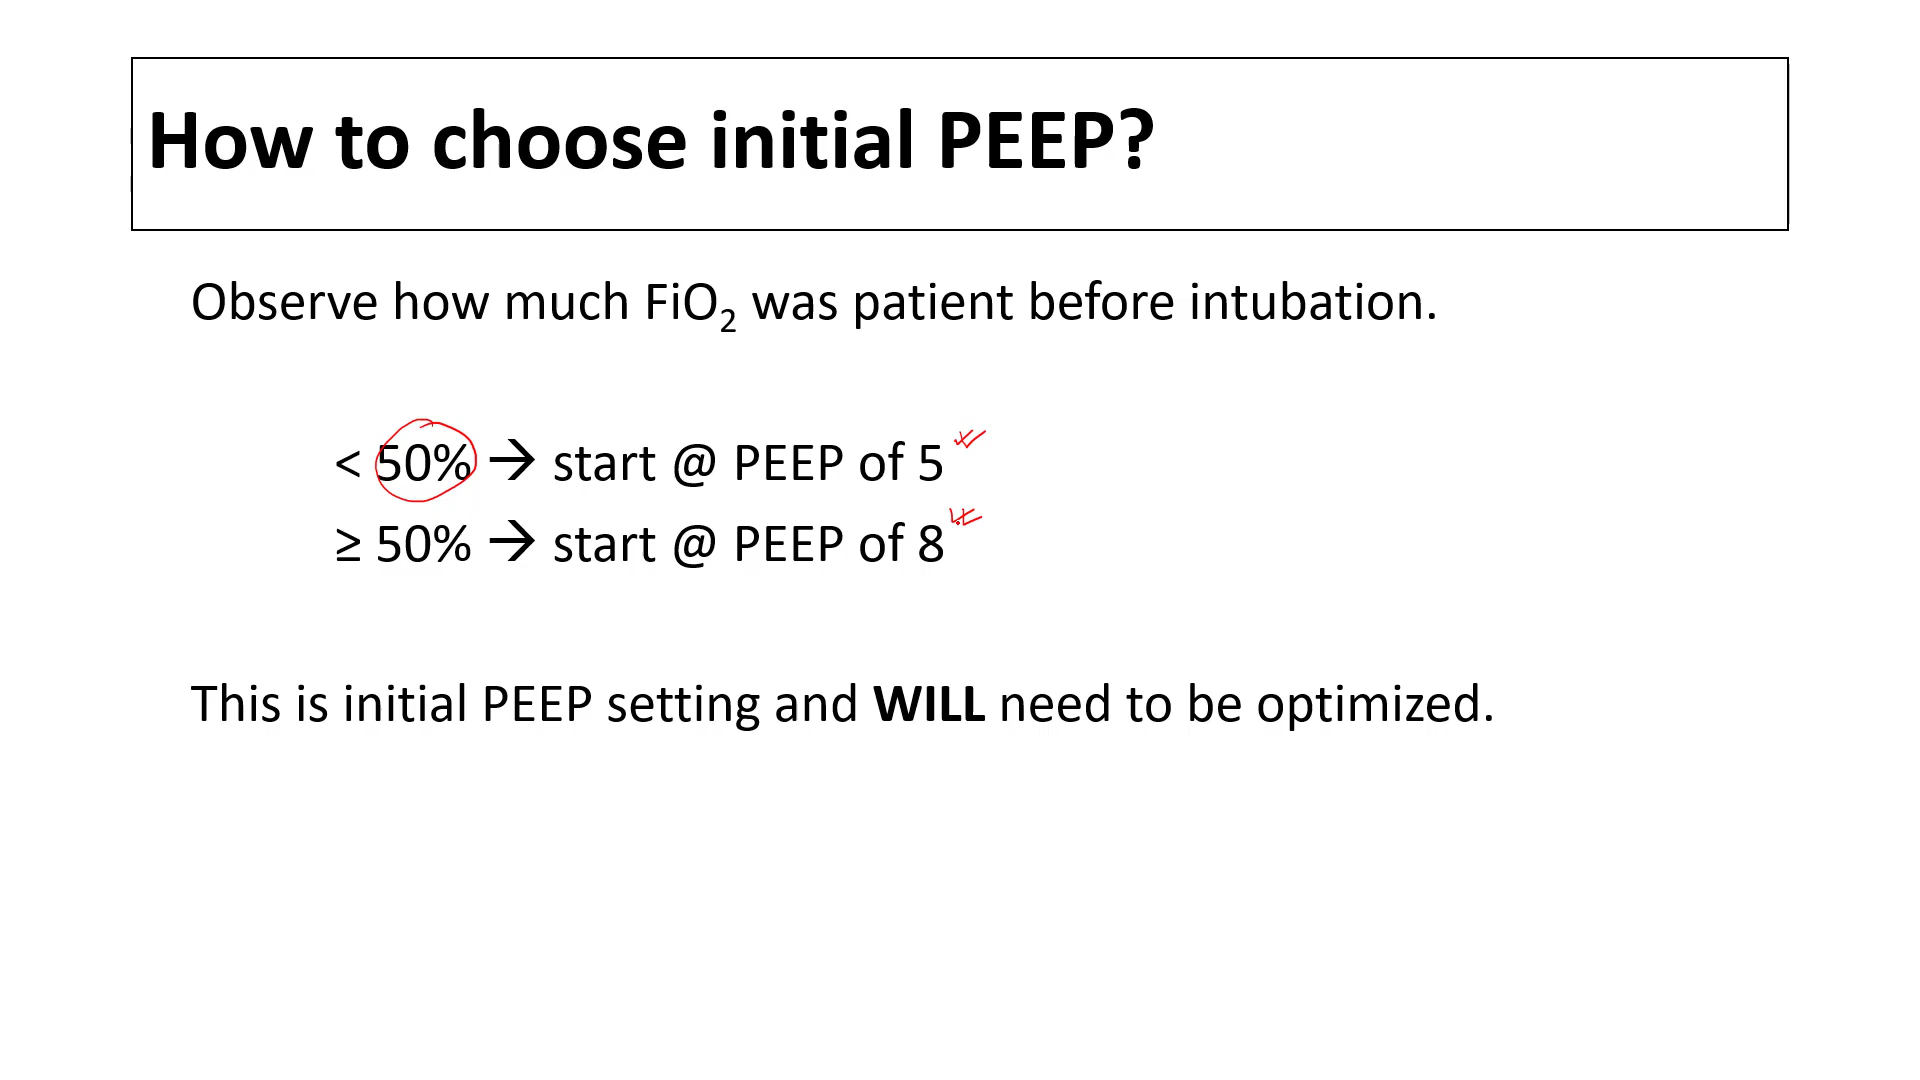 How to choose initial PEEP?
Observe how much FiO₂ was patient before intubation.
< 50% → start @ PEEP of 5
≥ 50% → start @ PEEP of 8
This is initial PEEP setting and WILL need to be optimized.